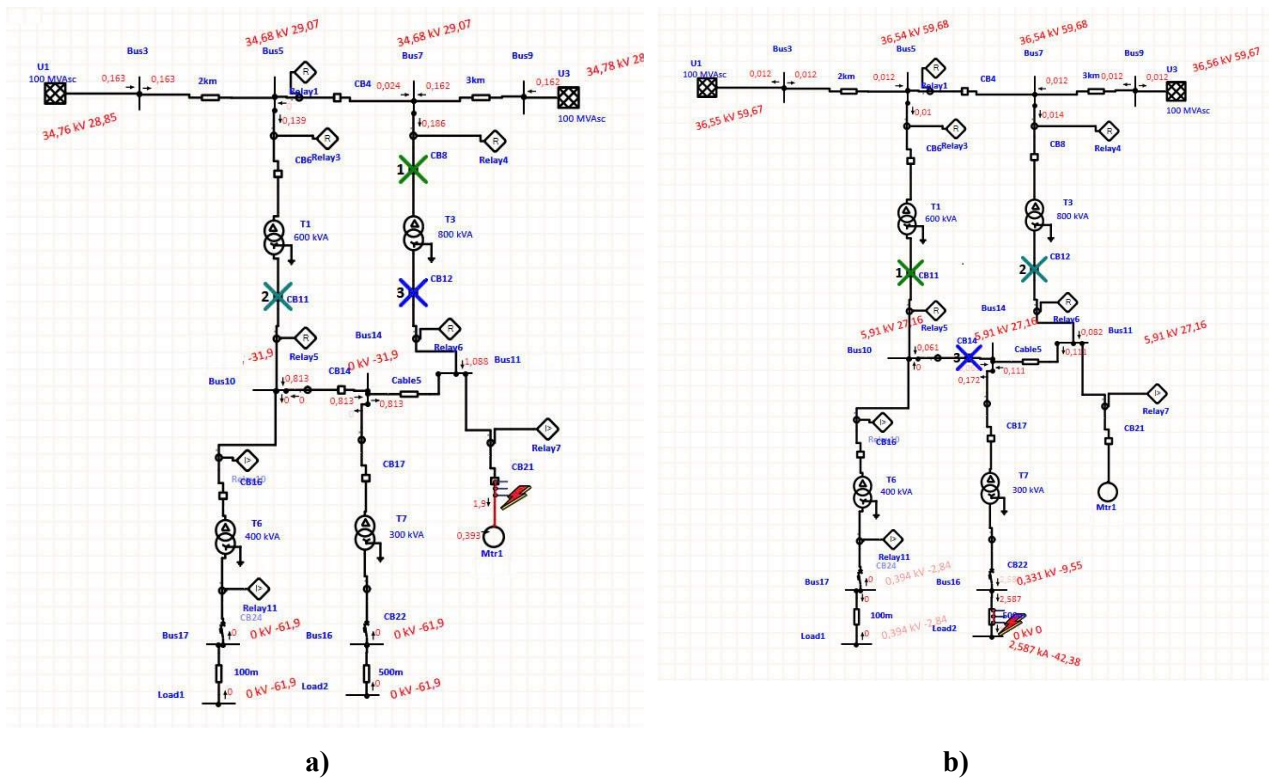 34,68 kV 29,07
34,68 kV 29,07
Bus3
Bus5
Bus7
Bus9
U1
100 MVAsc
0,163
0,163
2km
R
Relay1
CB4
0,024
0,162
3km
0,162
U3
34,78 kV 28
100 MVAsc
34,76 kV 28,85
0,139
0,186
R
Relay3
R
Relay4
CB6
CB8
1
T1
600 kVA
T3
800 kVA
2
CB11
3
CB12
Bus14
R
Relay5
R
Relay6
-31,9
0 kV -31,9
1,088
Bus11
Bus10
0,813
CB14
Cable5
0
0
0,813
0,813
I>
Relay7
I>
Relay10
CB16
CB17
CB21
1,9
T6
400 kVA
T7
300 kVA
0,393
Mtr1
I>
Relay11
CB24
CB22
Bus17
0
0 kV -61,9
Bus16
0
0 kV -61,9
100m
500m
Load1
0
0 kV -61,9
Load2
0
0 kV -61,9
a)
36,54 kV 59,68
36,54 kV 59,68
Bus3
Bus5
Bus7
Bus9
U1
100 MVAsc
0,012
0,012
2km
0,012
R
Relay1
CB4
0,012
3km
0,012
0,012
U3
36,56 kV 59,67
100 MVAsc
36,55 kV 59,67
0,01
0,014
R
Relay3
R
Relay4
CB6
CB8
T1
600 kVA
T3
800 kVA
1
CB11
2
CB12
Bus14
R
Relay5
R
Relay6
5,91 kV 27,16
5,91 kV 27,16
0,082
Bus11
5,91 kV 27,16
Bus10
0,061
CB14
3
Cable5
0,111
0
0,172
0,111
I>
Relay7
I>
Relay10
CB16
CB17
CB21
T6
400 kVA
T7
300 kVA
Mtr1
I>
Relay11
CB24
CB22
Bus17
0
0,394 kV -2,84
Bus16
0,331 kV -9,55
0
2,587
100m
Load1
0
0,394 kV -2,84
Load2
0 kV 0
2,587 kA -42,38
b)